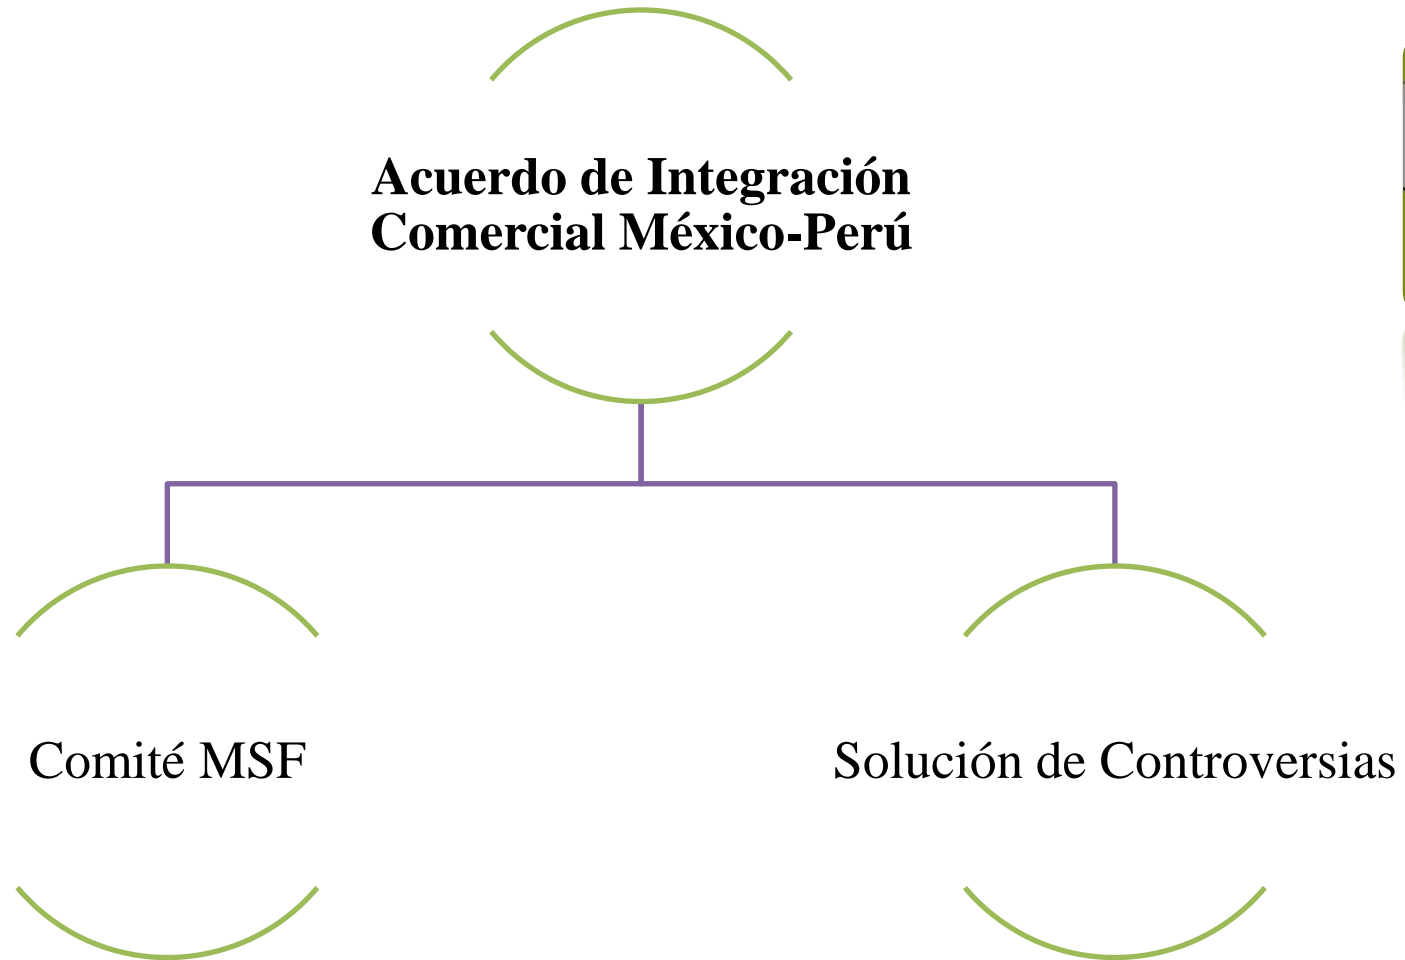 Acuerdo de Integración
Comercial México-Perú
Comité MSF
Solución de Controversias